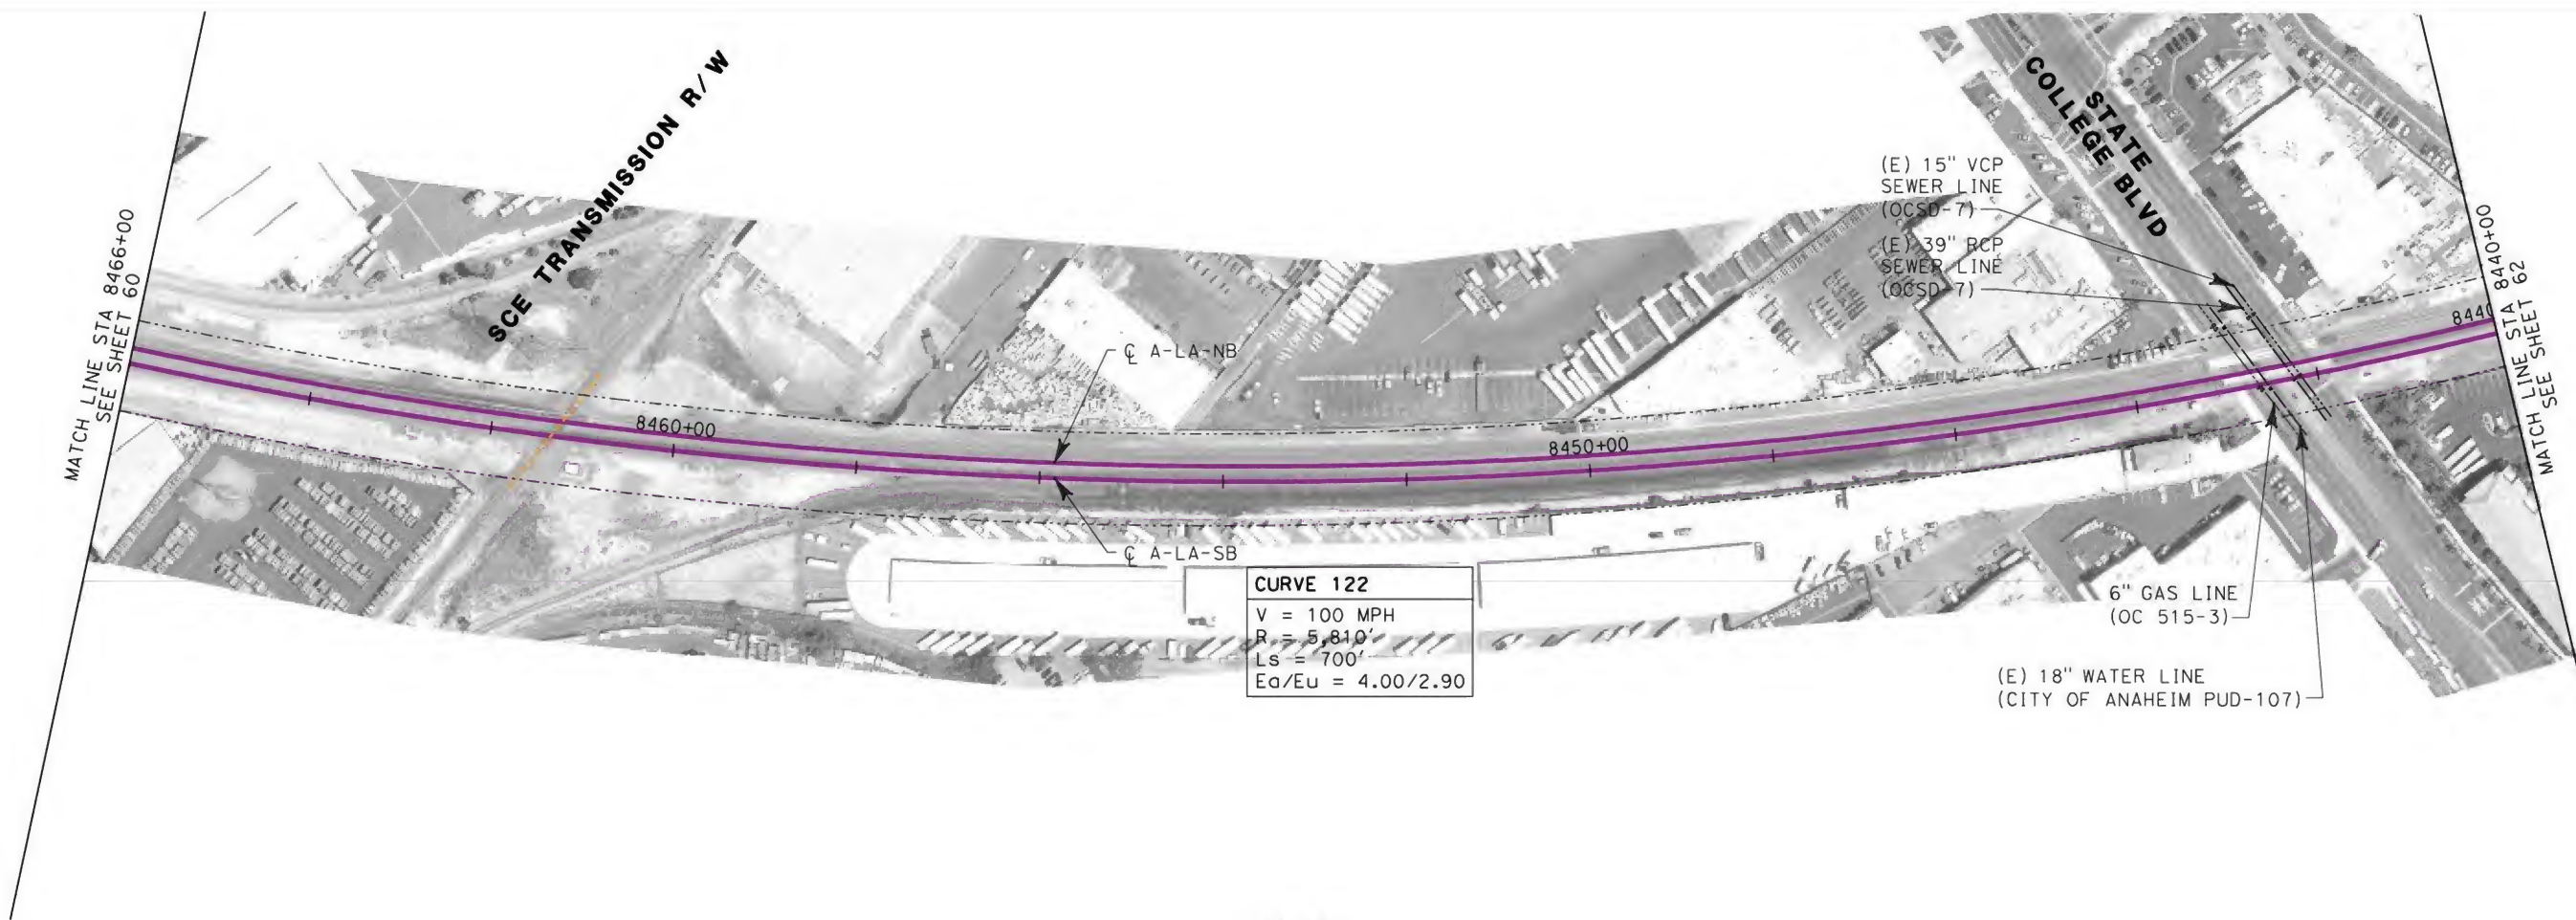 MATCH LINE STA 8466+00
SEE SHEET 60
SCE TRANSMISSION R/W
8460+00
℄ A-LA-NB
℄ A-LA-SB
8450+00
CURVE 122
V = 100 MPH
R = 5,810'
Ls = 700'
Ea/Eu = 4.00/2.90
(E) 15" VCP
SEWER LINE
(OCSD-7)
(E) 39" RCP
SEWER LINE
(OCSD-7)
STATE
COLLEGE BLVD
6" GAS LINE
(OC 515-3)
(E) 18" WATER LINE
(CITY OF ANAHEIM PUD-107)
8440
MATCH LINE STA 8440+00
SEE SHEET 62